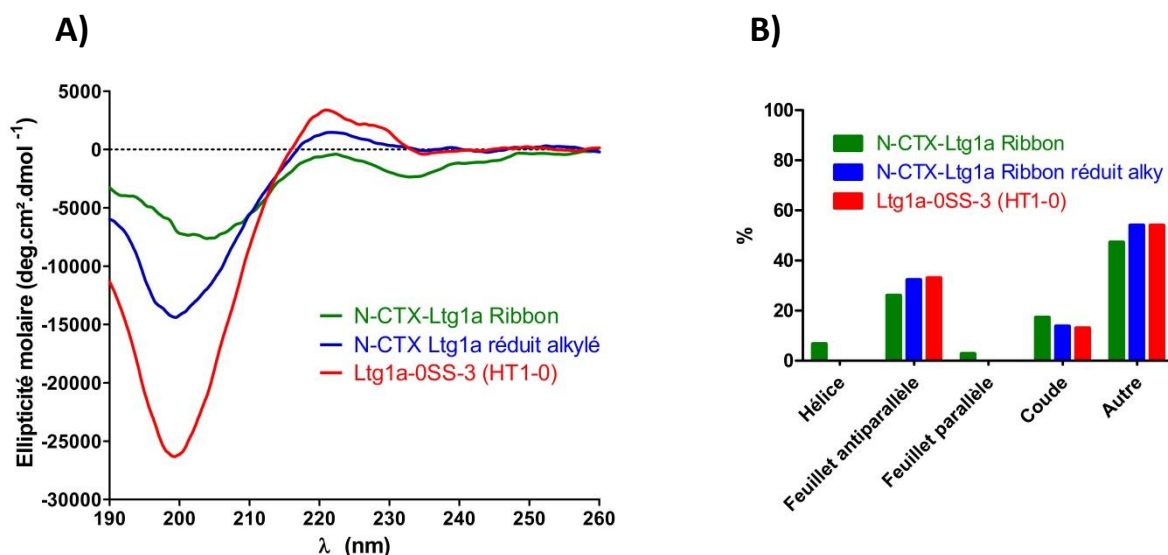 A)
Ellipticité molaire (deg.cm².dmol ⁻¹)
5000
0
-5000
-10000
-15000
-20000
-25000
-30000
190 200 210 220 230 240 250 260
λ (nm)
N-CTX-Ltg1a Ribbon
N-CTX Ltg1a réduit alkylé
Ltg1a-0SS-3 (HT1-0)
B)
%
100
80
60
40
20
0
N-CTX-Ltg1a Ribbon
N-CTX-Ltg1a Ribbon réduit alky
Ltg1a-0SS-3 (HT1-0)
Hélice
Feuillet antiparallèle
Feuillet parallèle
Coude
Autre